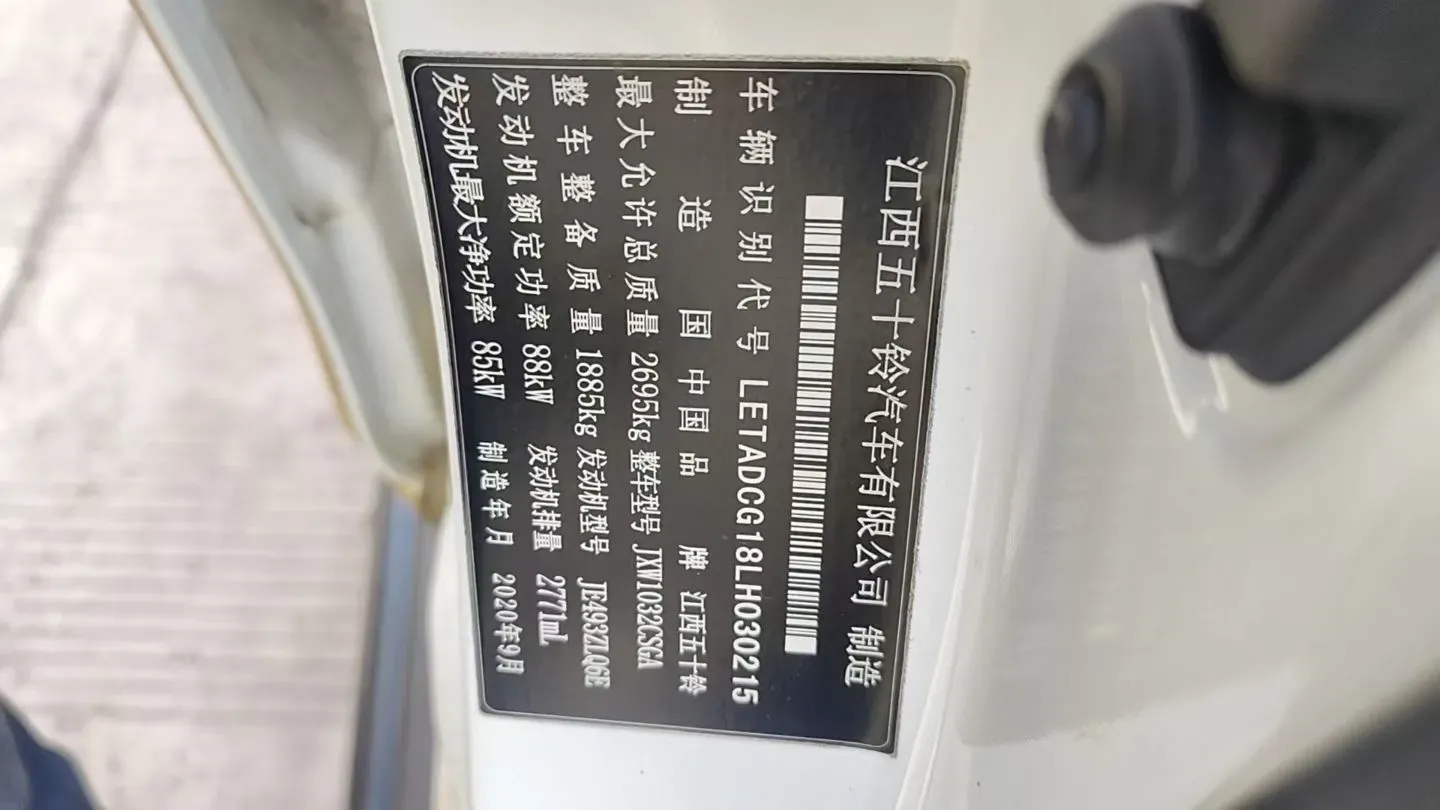 江西五十铃汽车有限公司 制造
车辆识别代号 LETADCG18LH030215
制造国 中国 品牌 江西五十铃
最大允许总质量 2695kg 整车型号 JXW1032CSGA
整车整备质量 1885kg 发动机型号 JE493ZLQ6E
发动机额定功率 88kW 发动机排量 2771mL
发动机最大净功率 85kW 制造年月 2020年9月